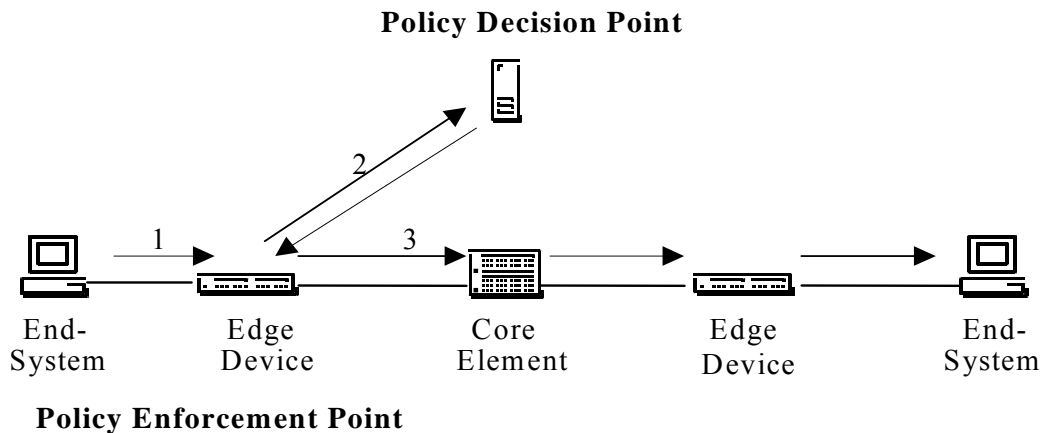 Policy Decision Point
2
1
3
End-
System
Edge
Device
Core
Element
Edge
Device
End-
System
Policy Enforcement Point